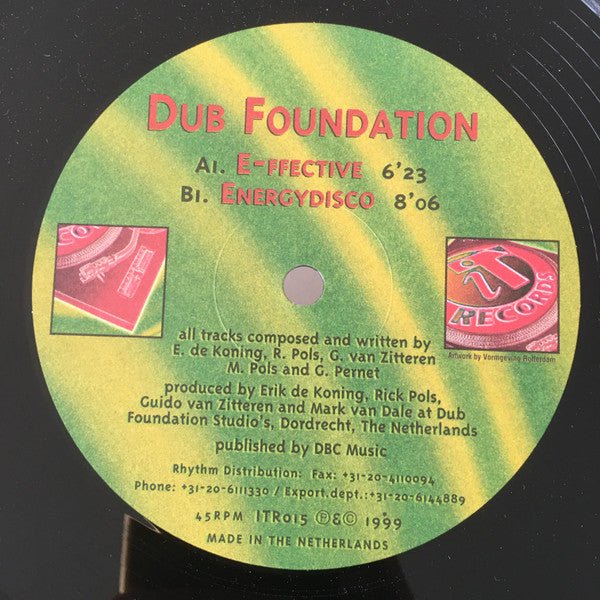 DUB FOUNDATION
A1. E-FFECTIVE 6'23
B1. ENERGYDISCO 8'06
CO
iT
RECORDS
Artwork by Vormgeving Rotterdam
all tracks composed and written by
E. de Koning, R. Pols, G. van Zitteren
M. Pols and G. Pernet
produced by Erik de Koning, Rick Pols,
Guido van Zitteren and Mark van Dale at Dub
Foundation Studio's, Dordrecht, The Netherlands
published by DBC Music
Rhythm Distribution: Fax: +31-20-4110094
Phone: +31-20-6111330 / Export.dept.:+31-20-6144889
45RPM ITR015 ℗&© 1999
MADE IN THE NETHERLANDS